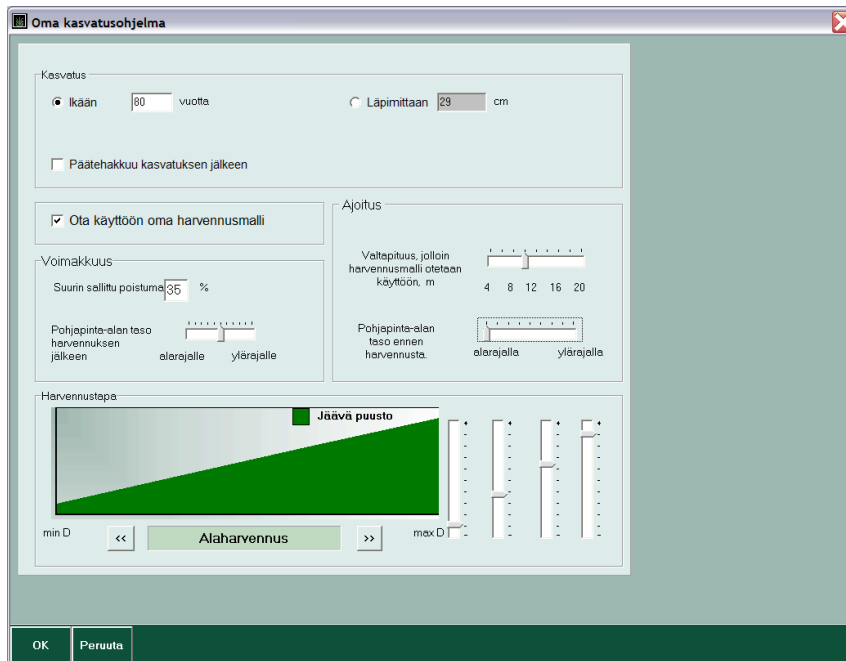 Oma kasvatusohjelma
Kasvatus
Ikään 80 vuotta
Läpimittaan 29 cm
Päätehakkuu kasvatuksen jälkeen
Ota käyttöön oma harvennusmalli
Voimakkuus
Suurin sallittu poistuma 35 %
Pohjapinta-alan taso
harvennuksen
jälkeen
alarajalle ylärajalle
Ajoitus
Valtapituus, jolloin
harvennusmalli otetaan
käyttöön, m
4 8 12 16 20
Pohjapinta-alan
taso ennen
harvennusta.
alarajalla ylärajalla
Harvennustapa
Jäävä puusto
min D << Alaharvennus >> max D
OK Peruuta